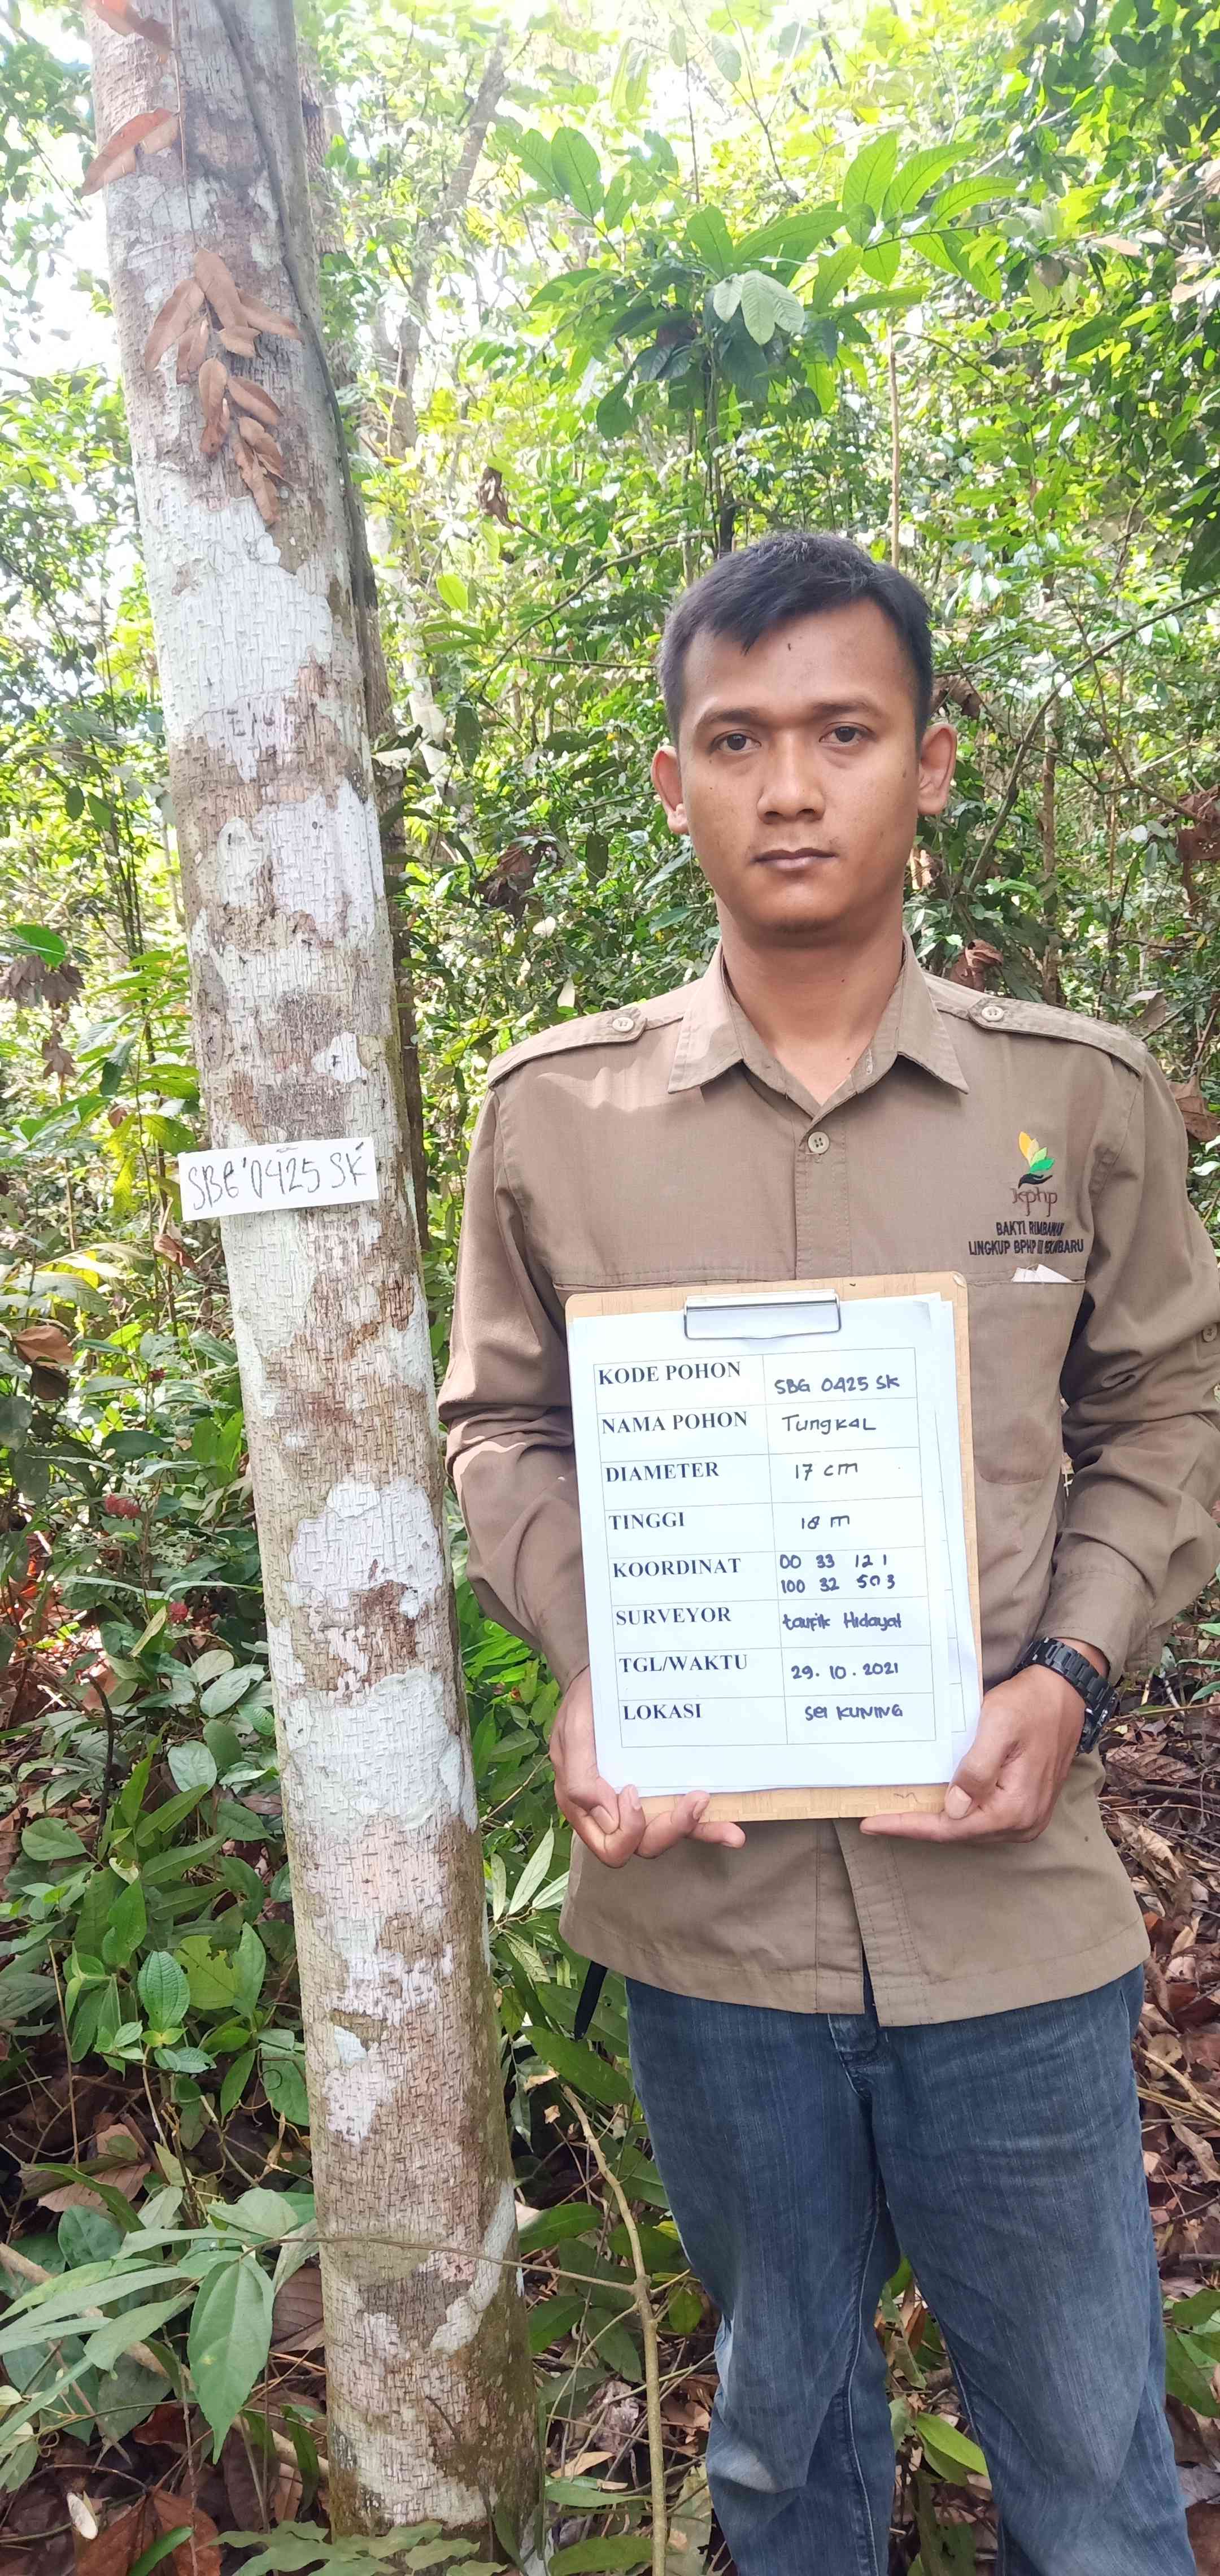 SBG 0425 SK
kphp
BAKTI RIMBAWAN
LINGKUP BPHP III PEKANBARU
KODE POHON SBG 0425 SK
NAMA POHON TungkaL
DIAMETER 17 cm
TINGGI 18 m
KOORDINAT 00 33 121
100 32 503
SURVEYOR taufik Hidayat
TGL/WAKTU 29.10.2021
LOKASI Sei KUNING